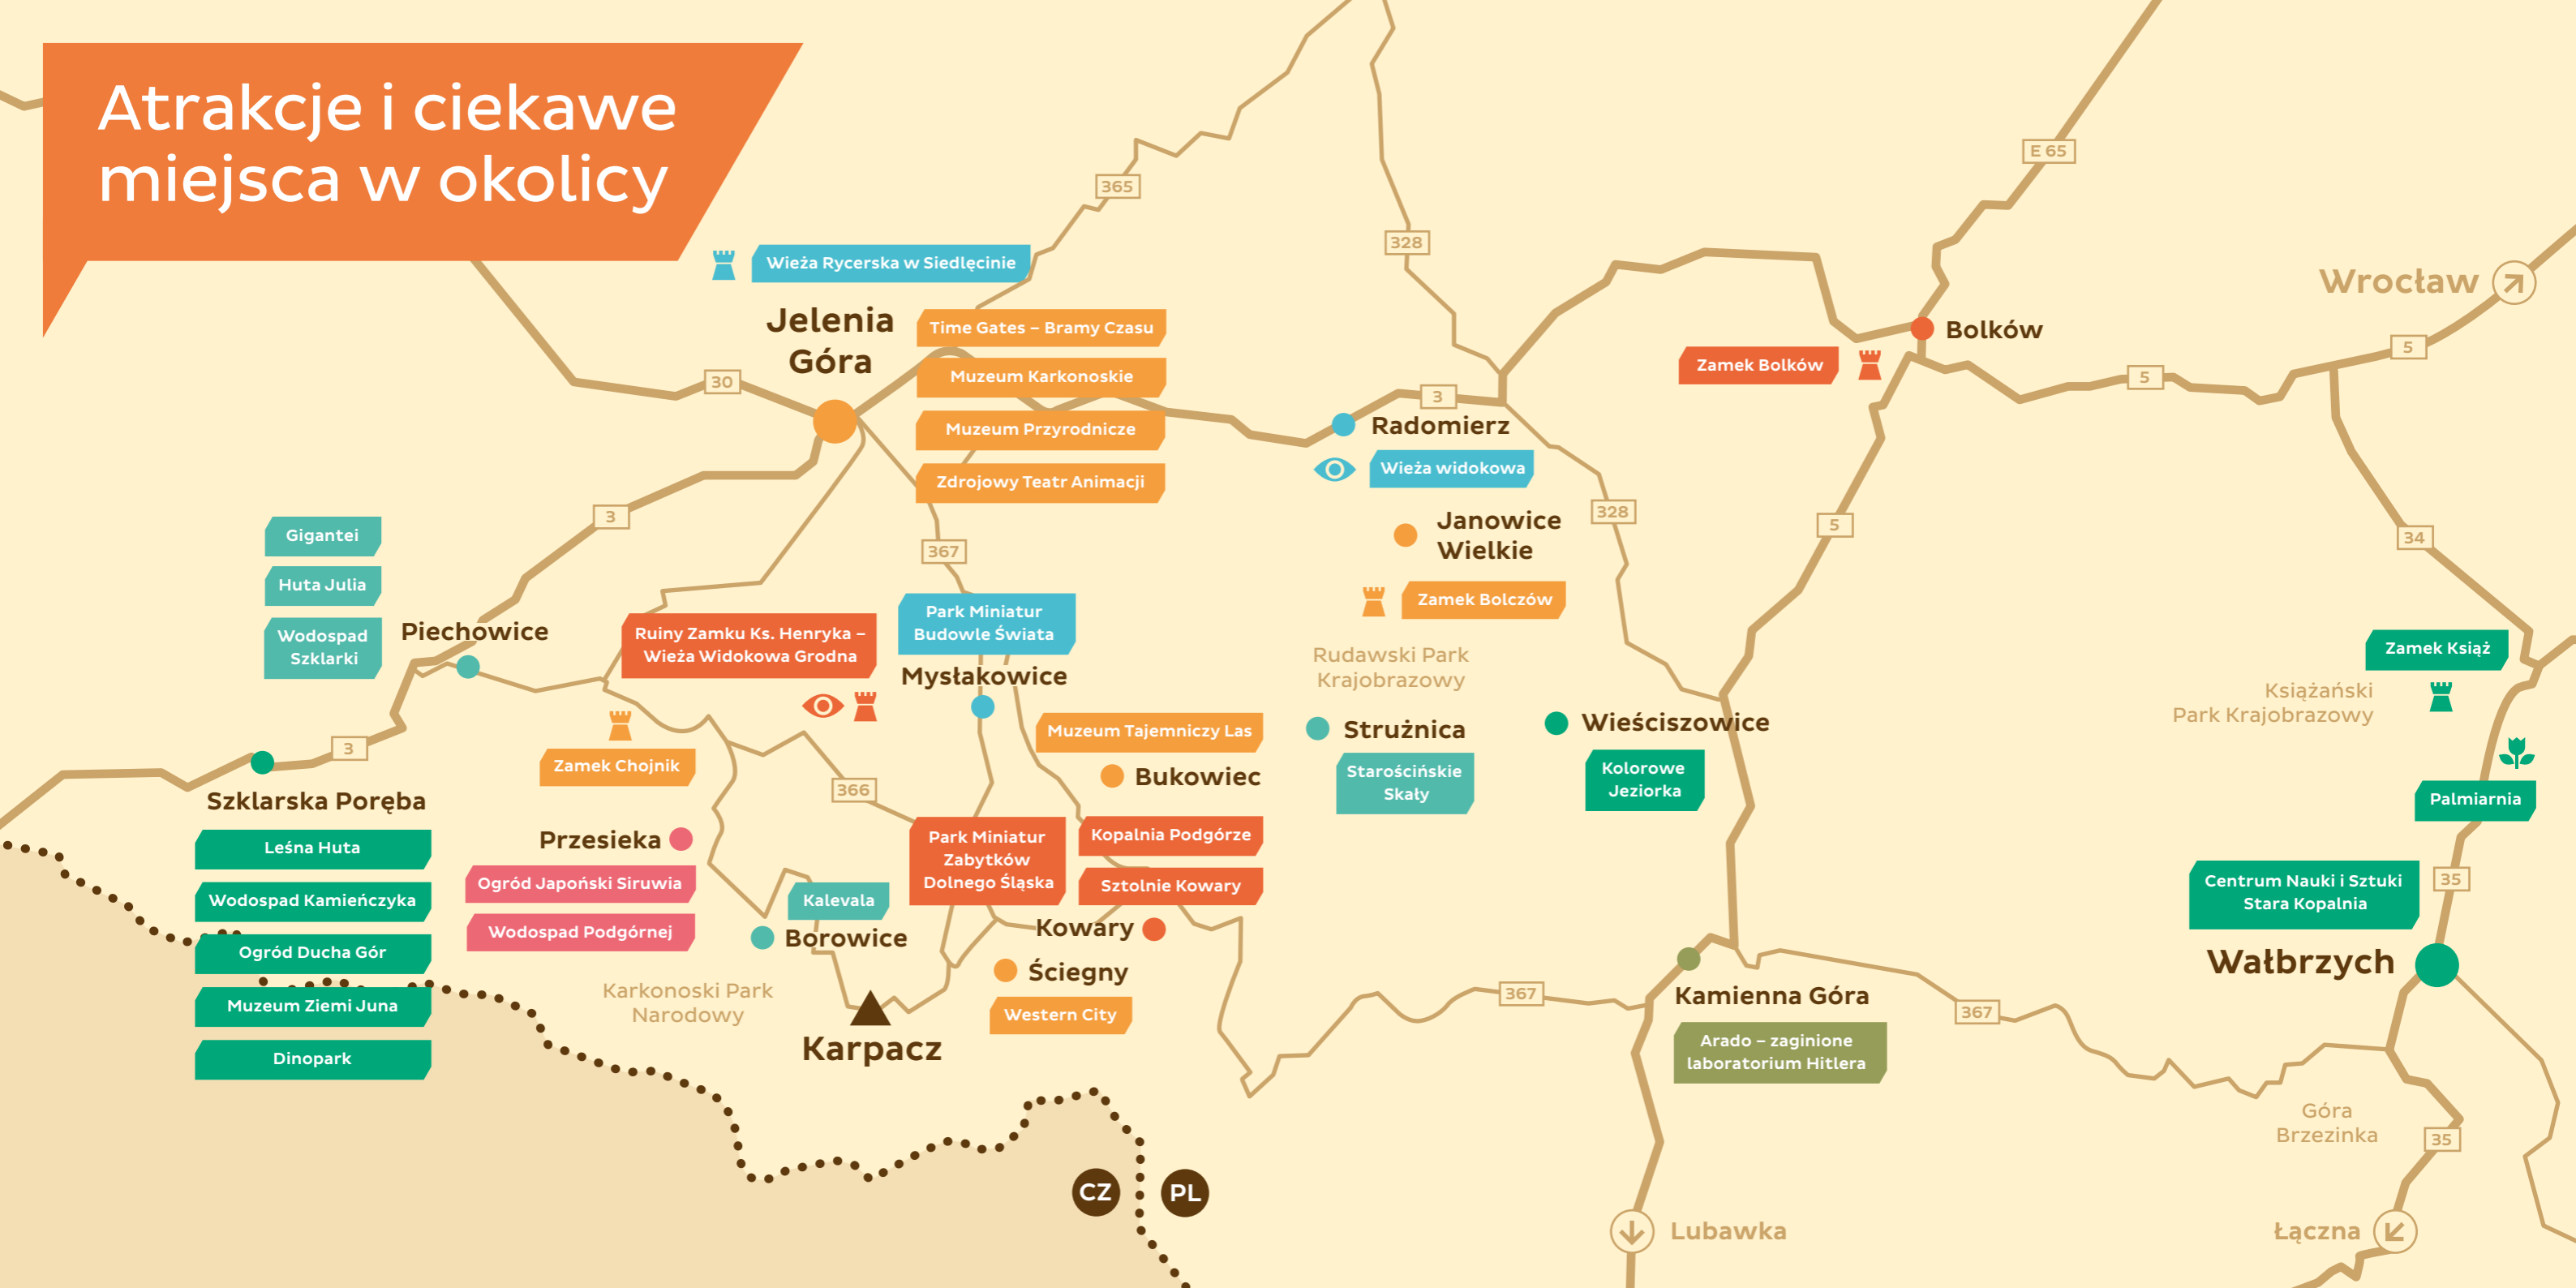 Atrakcje i ciekawe
miejsca w okolicy
E 65
365
328
Wieża Rycerska w Siedlęcinie
Wrocław
Jelenia
Góra
Time Gates – Bramy Czasu
Muzeum Karkonoskie
Muzeum Przyrodnicze
Zdrojowy Teatr Animacji
30
3
Radomierz
Wieża widokowa
Zamek Bolków
Bolków
5
5
3
367
Janowice
Wielkie
328
5
34
Zamek Bolczów
Gigantei
Huta Julia
Wodospad
Szklarki
Piechowice
Ruiny Zamku Ks. Henryka –
Wieża Widokowa Grodna
Park Miniatur
Budowle Świata
Mysłakowice
Rudawski Park
Krajobrazowy
Zamek Książ
Książański
Park Krajobrazowy
3
Zamek Chojnik
Muzeum Tajemniczy Las
Bukowiec
Strużnica
Starościńskie
Skały
Wieściszowice
Kolorowe
Jeziorka
366
Palmiarnia
Szklarska Poręba
Leśna Huta
Wodospad Kamieńczyka
Ogród Ducha Gór
Muzeum Ziemi Juna
Dinopark
Przesieka
Ogród Japoński Siruwia
Wodospad Podgórnej
Park Miniatur
Zabytków
Dolnego Śląska
Kopalnia Podgórze
Sztolnie Kowary
Kowary
Kalevala
Borowice
Ściegny
Western City
Karkonoski Park
Narodowy
Karpacz
35
Centrum Nauki i Sztuki
Stara Kopalnia
Wałbrzych
367
Kamienna Góra
367
Arado – zaginione
laboratorium Hitlera
Góra
Brzezinka
35
CZ
PL
Lubawka
Łączna